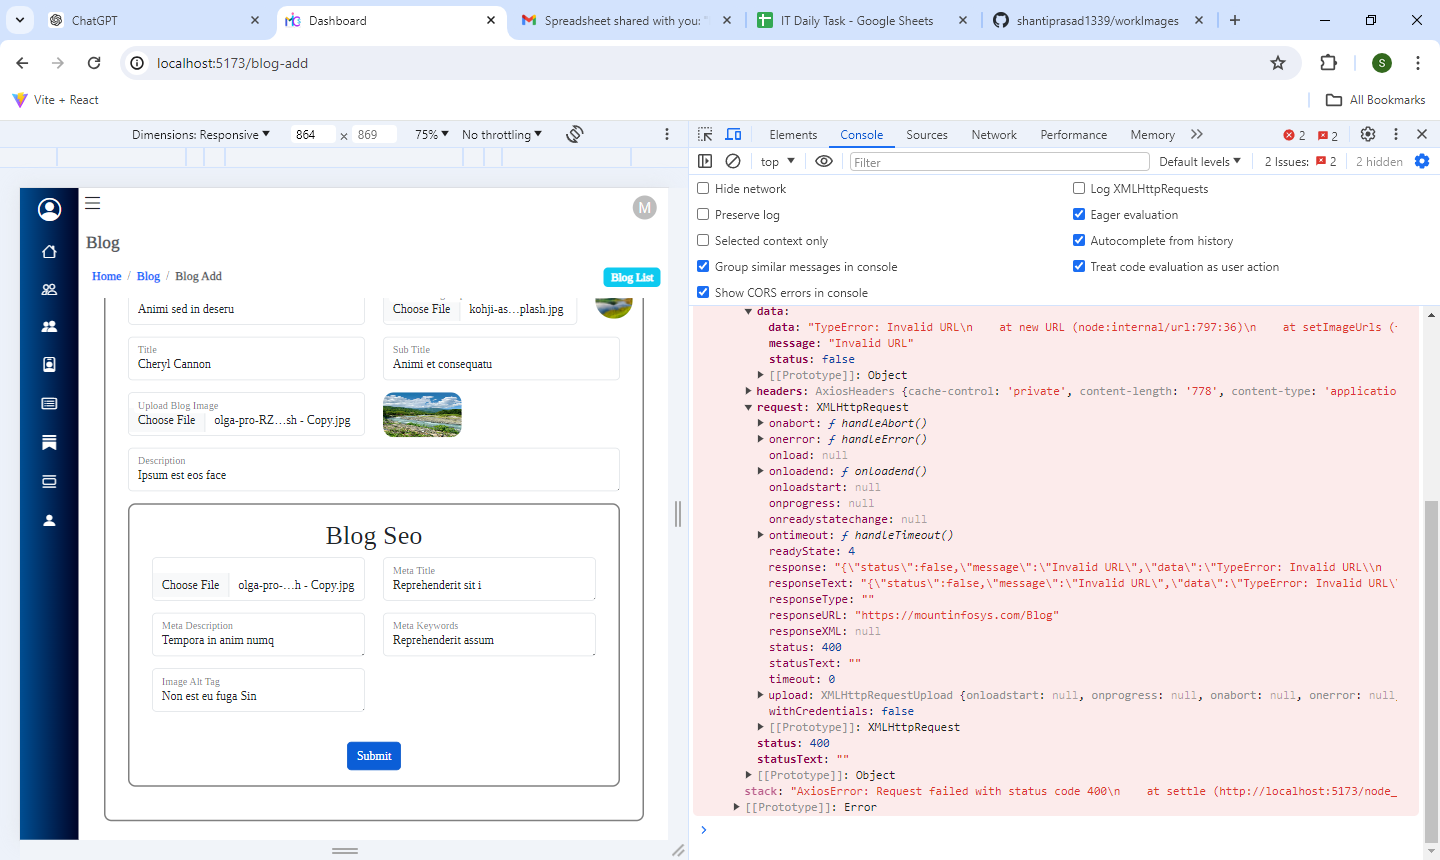 ChatGPT
Dashboard
Spreadsheet shared with you: "
IT Daily Task - Google Sheets
shantiprasad1339/workImages
localhost:5173/blog-add
S
Vite + React
All Bookmarks
Dimensions: Responsive
864
×
869
75%
No throttling
Elements
Console
Sources
Network
Performance
Memory
2
2
top
Filter
Default levels
2 Issues:
2
2 hidden
Hide network
Log XMLHttpRequests
Preserve log
Eager evaluation
Selected context only
Autocomplete from history
Group similar messages in console
Treat code evaluation as user action
Show CORS errors in console
M
Blog
Home / Blog / Blog Add
Blog List
Animi sed in deseru
Choose File kohji-as…plash.jpg
Title
Cheryl Cannon
Sub Title
Animi et consequatu
Upload Blog Image
Choose File olga-pro-RZ…sh - Copy.jpg
Description
Ipsum est eos face
Blog Seo
Choose File olga-pro-…h - Copy.jpg
Meta Title
Reprehenderit sit i
Meta Description
Tempora in anim numq
Meta Keywords
Reprehenderit assum
Image Alt Tag
Non est eu fuga Sin
Submit
data:
data: "TypeError: Invalid URL\n    at new URL (node:internal/url:797:36)\n    at setImageUrls (
message: "Invalid URL"
status: false
[[Prototype]]: Object
headers: AxiosHeaders {cache-control: 'private', content-length: '778', content-type: 'applicatio
request: XMLHttpRequest
onabort: ƒ handleAbort()
onerror: ƒ handleError()
onload: null
onloadend: ƒ onloadend()
onloadstart: null
onprogress: null
onreadystatechange: null
ontimeout: ƒ handleTimeout()
readyState: 4
response: "{\"status\":false,\"message\":\"Invalid URL\",\"data\":\"TypeError: Invalid URL\\n
responseText: "{\"status\":false,\"message\":\"Invalid URL\",\"data\":\"TypeError: Invalid URL\
responseType: ""
responseURL: "https://mountinfosys.com/Blog"
responseXML: null
status: 400
statusText: ""
timeout: 0
upload: XMLHttpRequestUpload {onloadstart: null, onprogress: null, onabort: null, onerror: null,
withCredentials: false
[[Prototype]]: XMLHttpRequest
status: 400
statusText: ""
[[Prototype]]: Object
stack: "AxiosError: Request failed with status code 400\n    at settle (http://localhost:5173/node_
[[Prototype]]: Error